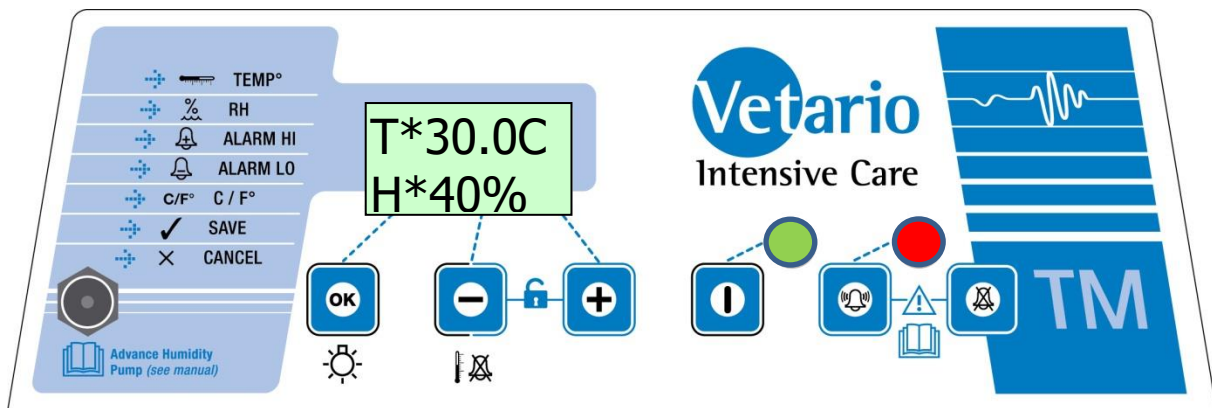 TEMP°
% RH
ALARM HI
ALARM LO
C/F° C / F°
SAVE
CANCEL
Advance Humidity
Pump (see manual)
T*30.0C
H*40%
OK
Vetario
Intensive Care
TM